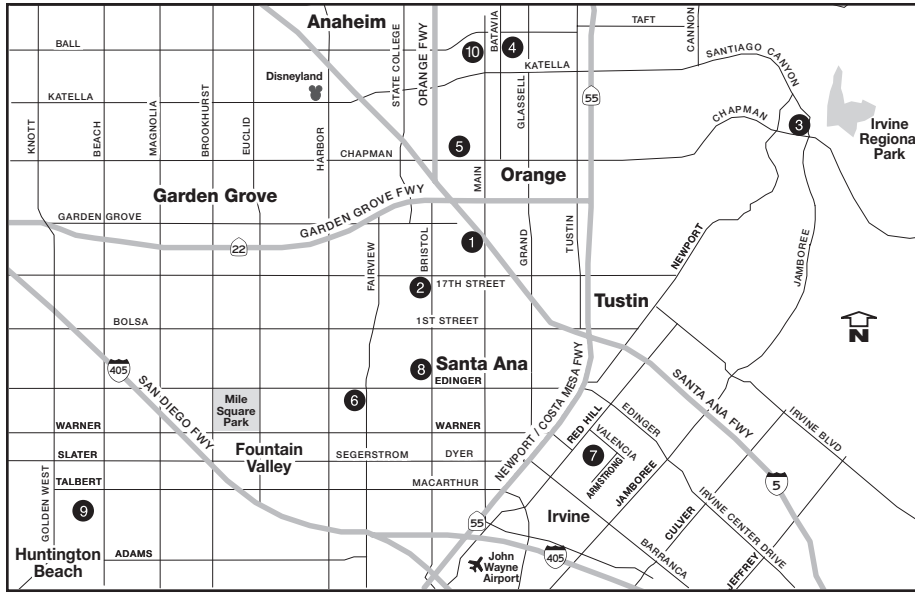 Anaheim
STATE COLLEGE
ORANGE FWY
BATAVIA
TAFT
CANNON
BALL
10
4
SANTIAGO CANYON
KATELLA
Disneyland
GLASSELL
55
KATELLA
CHAPMAN
3
KNOTT
BEACH
MAGNOLIA
BROOKHURST
EUCLID
HARBOR
CHAPMAN
5
MAIN
Orange
Irvine
Regional
Park
Garden Grove
GARDEN GROVE FWY
GARDEN GROVE
22
FAIRVIEW
BRISTOL
1
GRAND
TUSTIN
NEWPORT
JAMBOREE
2
17TH STREET
Tustin
BOLSA
1ST STREET
N
405
SAN DIEGO FWY
8
Santa Ana
EDINGER
NEWPORT / COSTA MESA FWY
SANTA ANA FWY
Mile
Square
Park
6
RED HILL
EDINGER
IRVINE BLVD
WARNER
WARNER
VALENCIA
Fountain
Valley
SLATER
SEGERSTROM
DYER
7
ARMSTRONG
JAMBOREE
5
TALBERT
MACARTHUR
GOLDEN WEST
9
55
Irvine
CULVER
IRVINE CENTER DRIVE
Huntington
Beach
ADAMS
John
Wayne
Airport
405
BARRANCA
JEFFREY